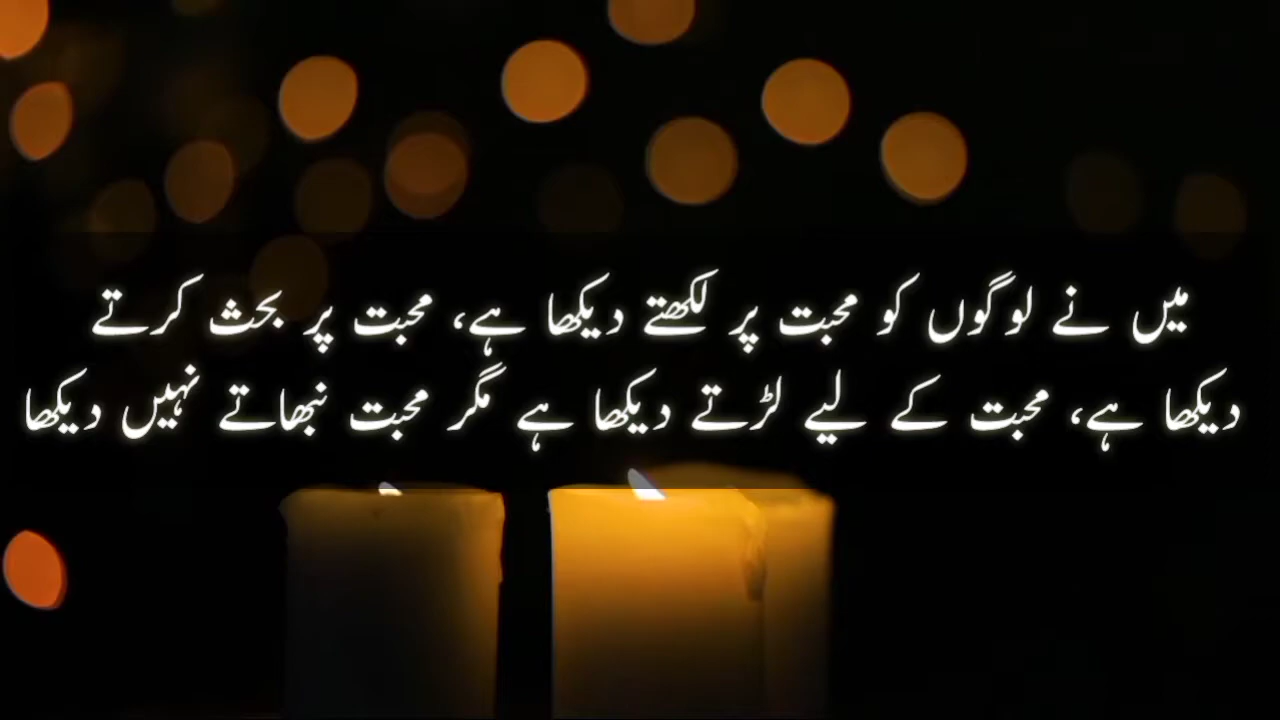 میں نے لوگوں کو محبت پر لکھتے دیکھا ہے، محبت پر بحث کرتے
دیکھا ہے، محبت کے لیے لڑتے دیکھا ہے مگر محبت نبھاتے نہیں دیکھا